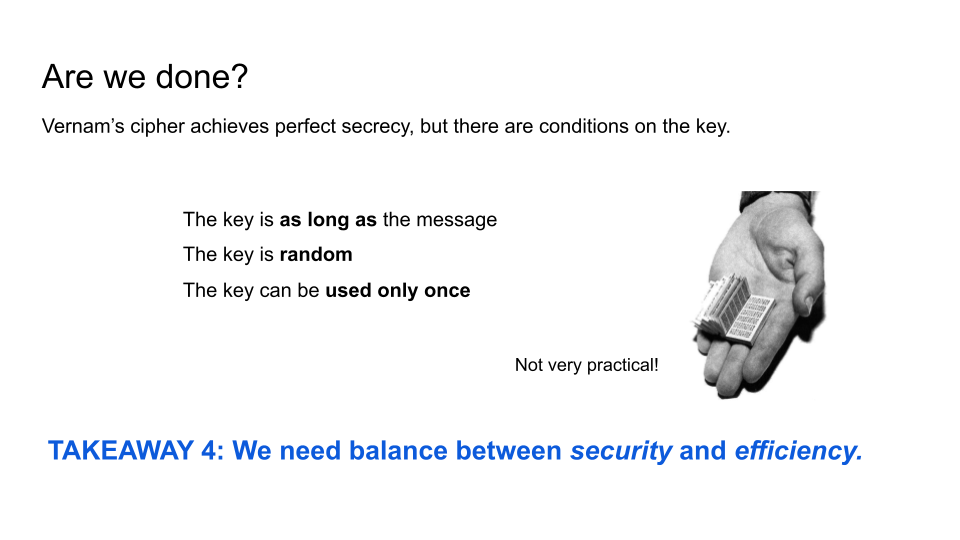 Are we done?
Vernam’s cipher achieves perfect secrecy, but there are conditions on the key.
The key is as long as the message
The key is random
The key can be used only once
Not very practical!
TAKEAWAY 4: We need balance between security and efficiency.